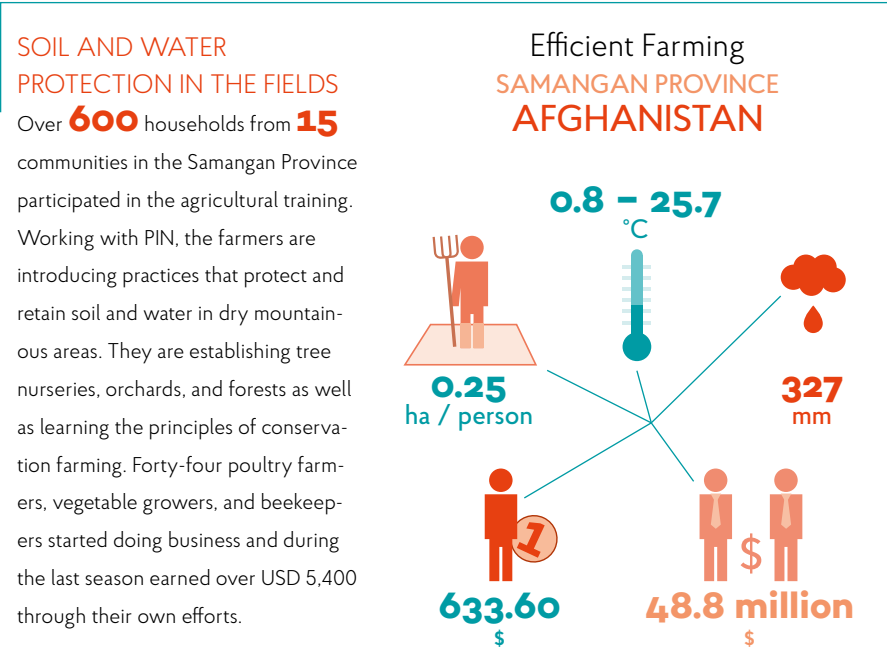 SOIL AND WATER
PROTECTION IN THE FIELDS
Over 600 households from 15
communities in the Samangan Province
participated in the agricultural training.
Working with PIN, the farmers are
introducing practices that protect and
retain soil and water in dry mountain-
ous areas. They are establishing tree
nurseries, orchards, and forests as well
as learning the principles of conserva-
tion farming. Forty-four poultry farm-
ers, vegetable growers, and beekeep-
ers started doing business and during
the last season earned over USD 5,400
through their own efforts.
Efficient Farming
SAMANGAN PROVINCE
AFGHANISTAN
0.8 – 25.7
°C
0.25
ha / person
327
mm
1
633.60
$
$
48.8 million
$